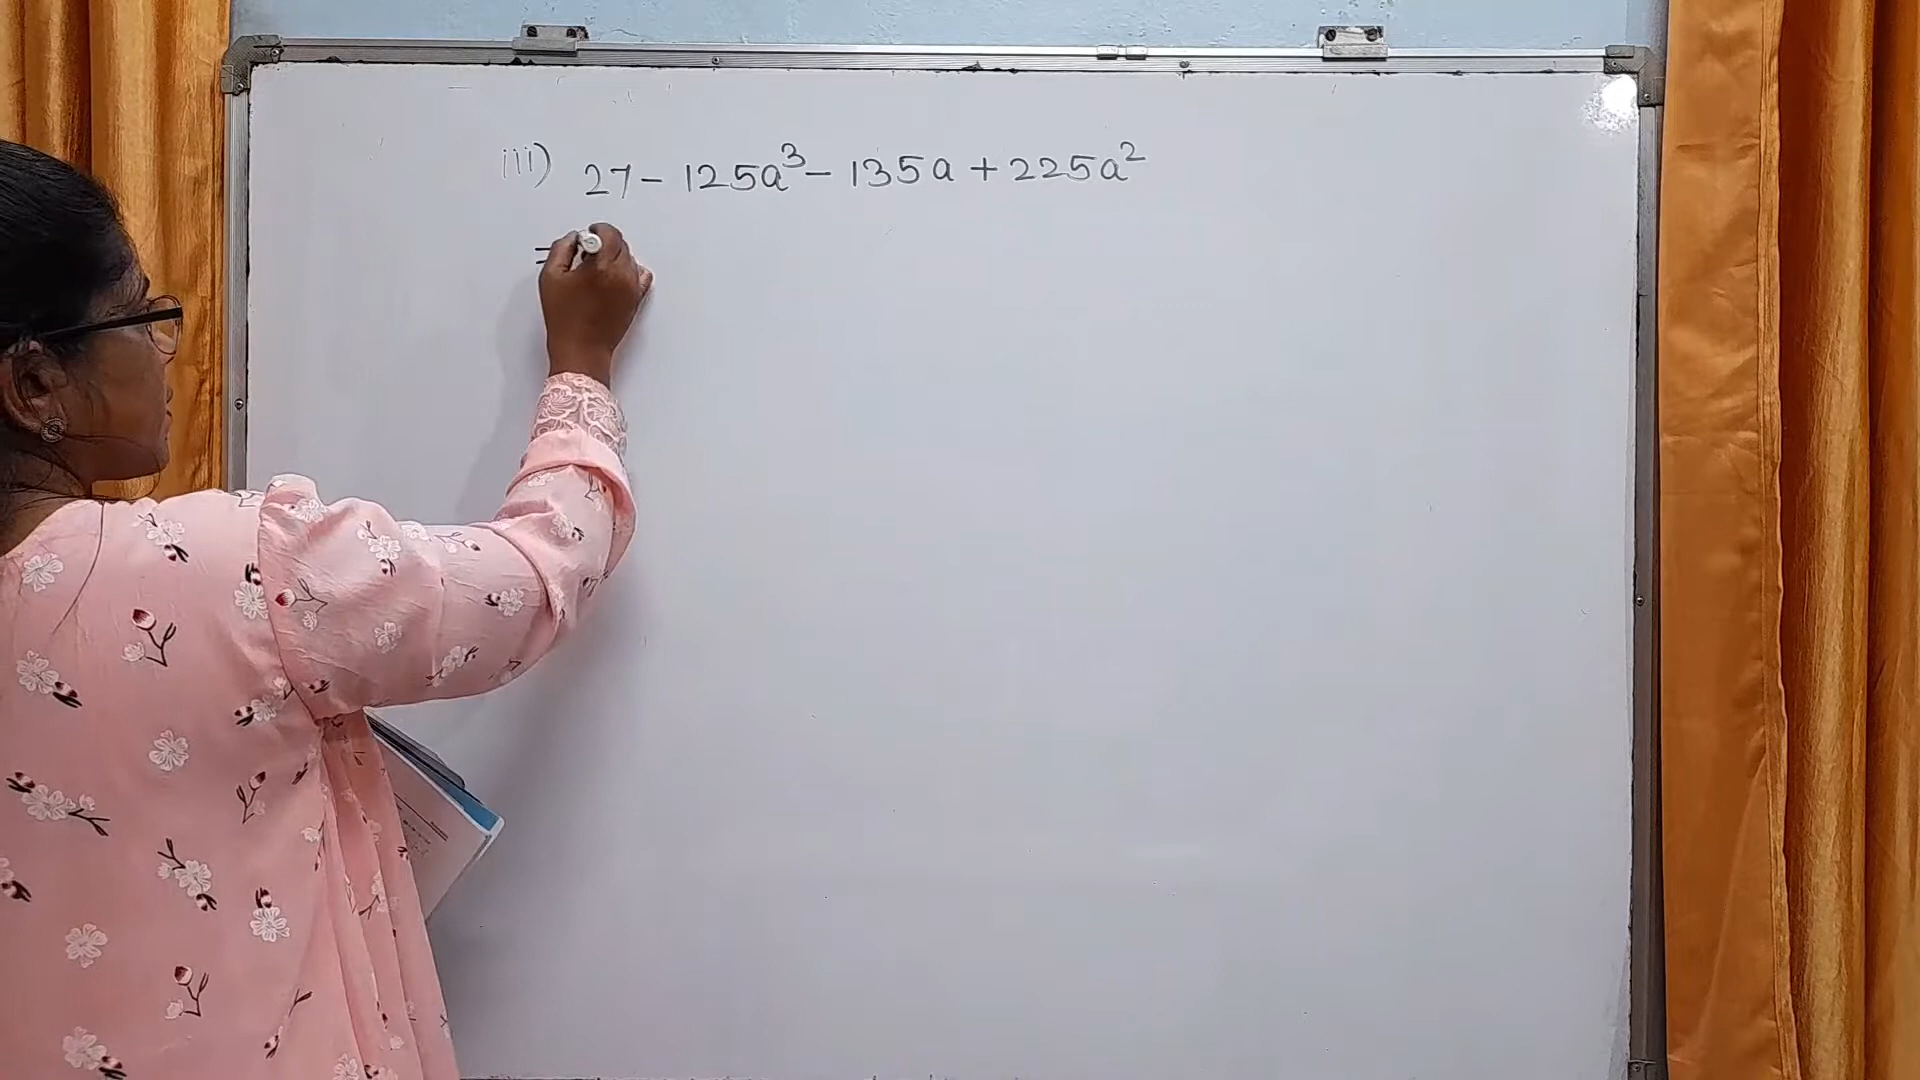 iii) 27 - 125a³ - 135a + 225a²
=